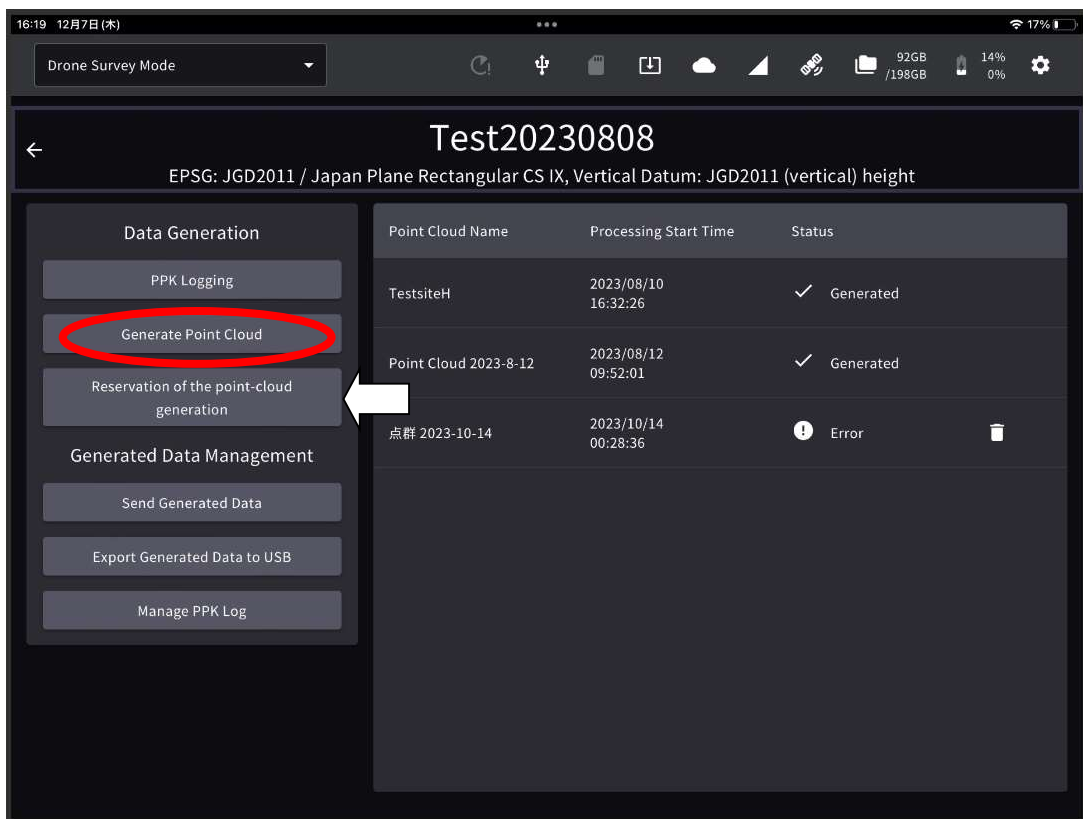 16:19 12月7日(木)
17%
Drone Survey Mode
92GB
/198GB
14%
0%
Test20230808
EPSG: JGD2011 / Japan Plane Rectangular CS IX, Vertical Datum: JGD2011 (vertical) height
Data Generation
PPK Logging
Generate Point Cloud
Reservation of the point-cloud
generation
Generated Data Management
Send Generated Data
Export Generated Data to USB
Manage PPK Log
Point Cloud Name Processing Start Time Status
TestsiteH
2023/08/10
16:32:26
Generated
Point Cloud 2023-8-12
2023/08/12
09:52:01
Generated
点群 2023-10-14
2023/10/14
00:28:36
Error